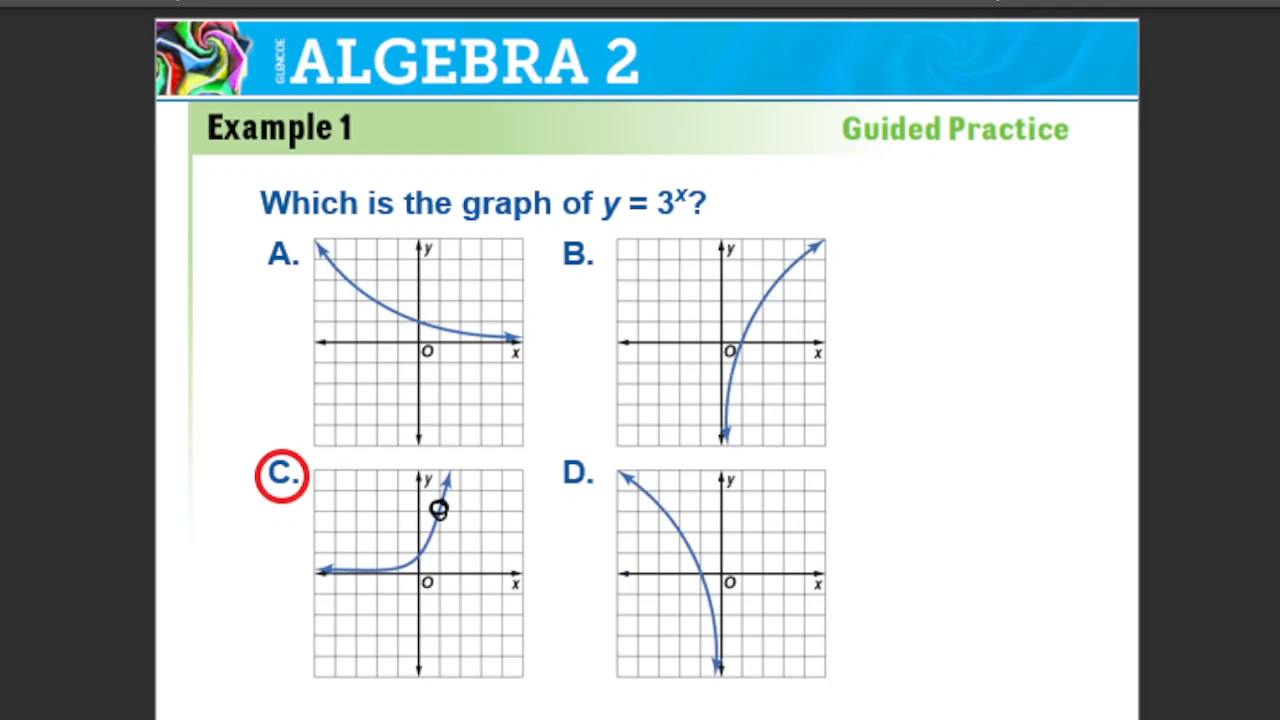 GLENCOE ALGEBRA 2
Example 1 Guided Practice
Which is the graph of y = 3ˣ?
A. y O x
B. y O x
C. y O x
D. y O x